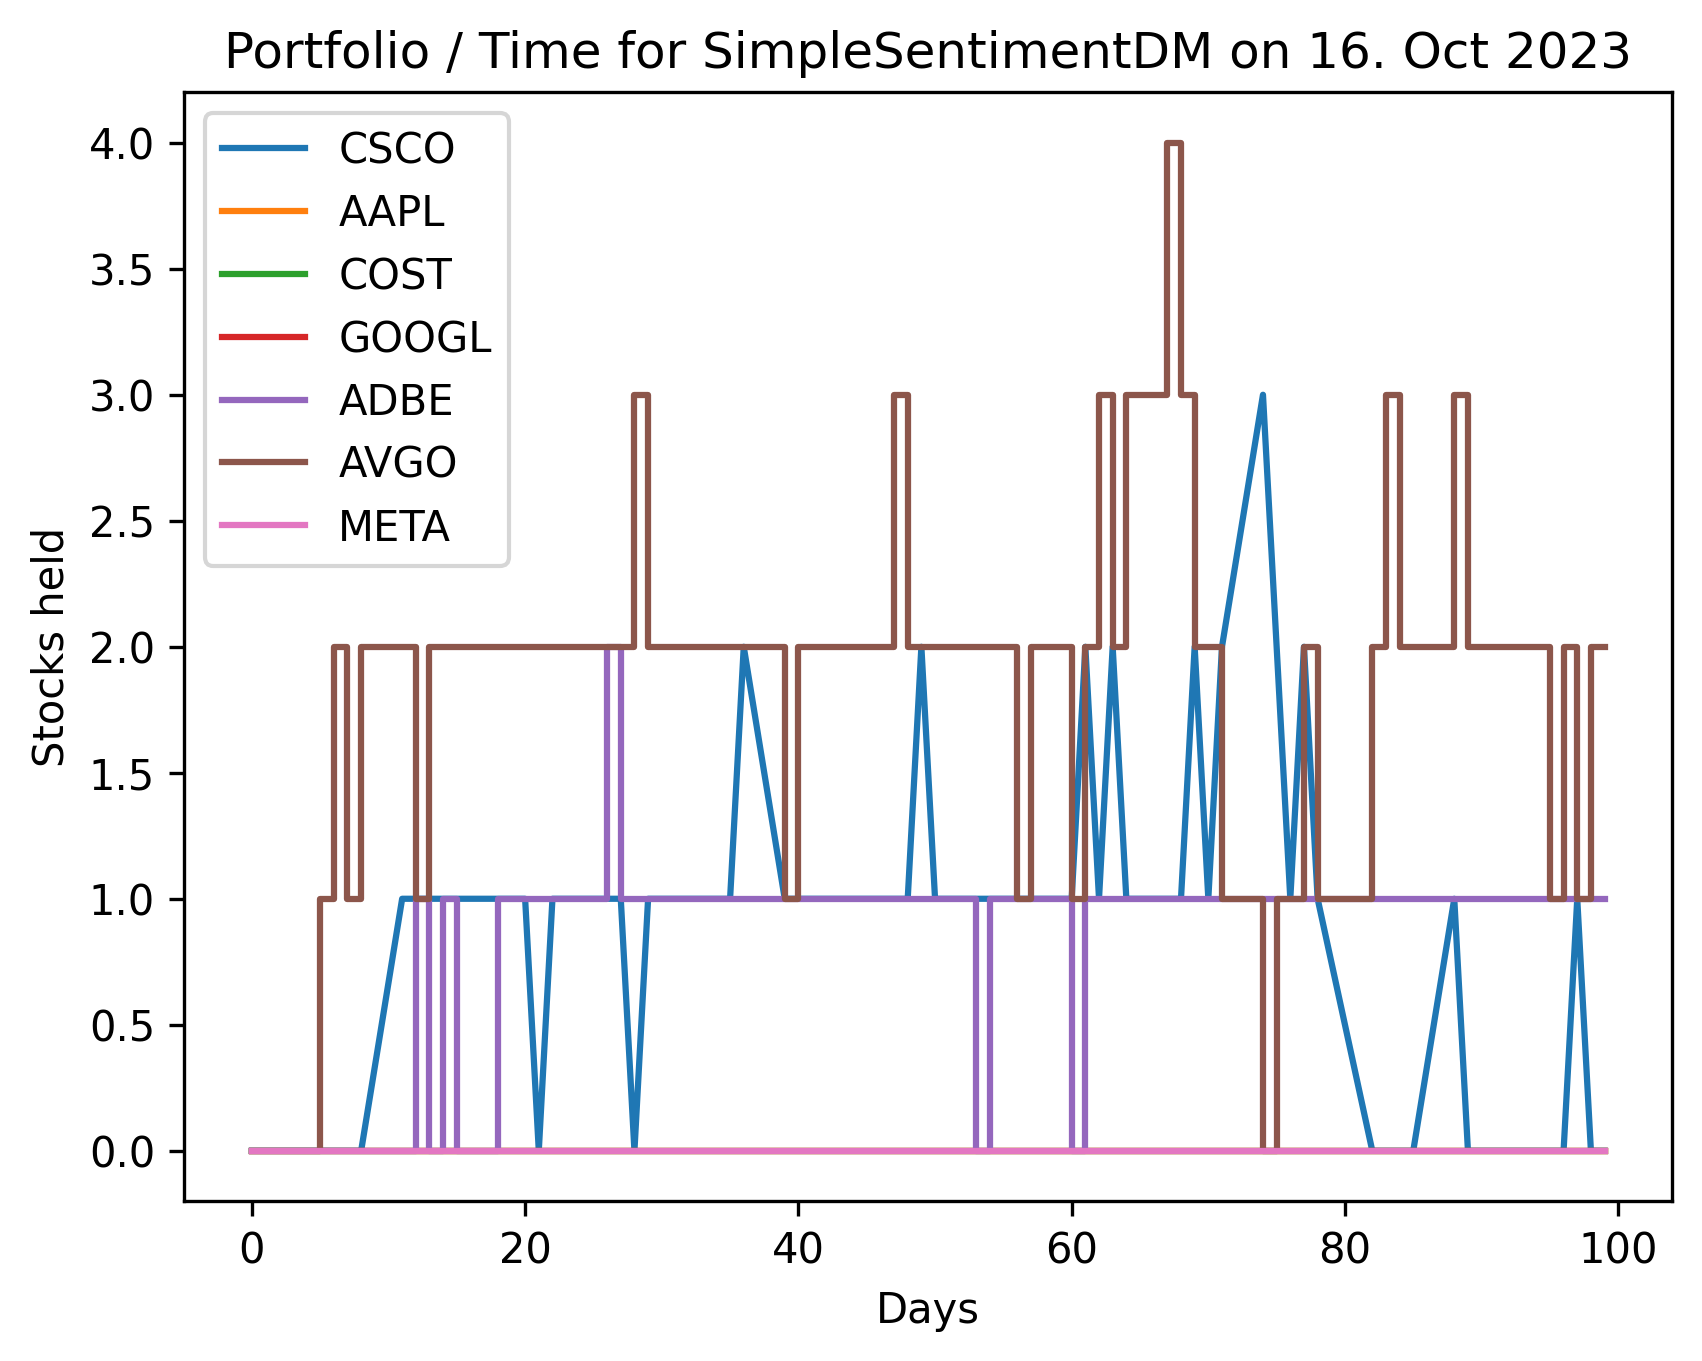 Portfolio / Time for SimpleSentimentDM on 16. Oct 2023
CSCO
AAPL
COST
GOOGL
ADBE
AVGO
META
Stocks held
4.0
3.5
3.0
2.5
2.0
1.5
1.0
0.5
0.0
0 20 40 60 80 100
Days